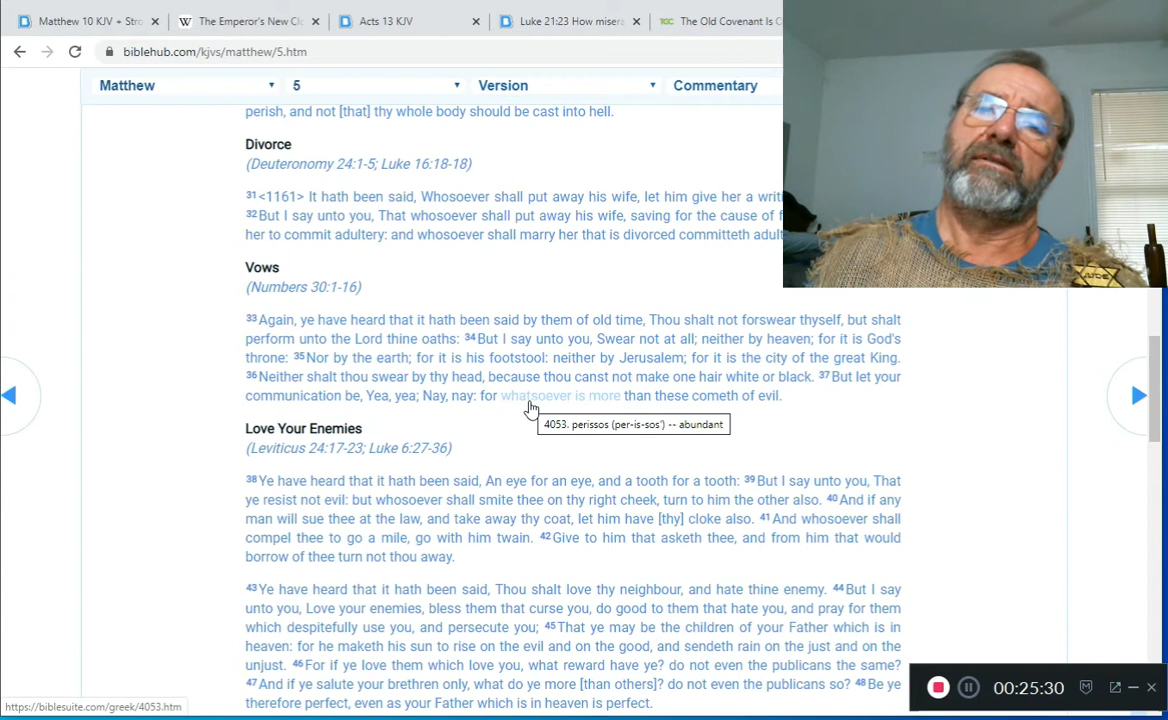 Matthew 10 KJV + Stro
The Emperor's New Clo
Acts 13 KJV
Luke 21:23 How misera
The Old Covenant Is O
biblehub.com/kjvs/matthew/5.htm
Matthew 5 Version Commentary
perish, and not [that] thy whole body should be cast into hell.
Divorce
(Deuteronomy 24:1-5; Luke 16:18-18)
31 <1161> It hath been said, Whosoever shall put away his wife, let him give her a writi
32 But I say unto you, That whosoever shall put away his wife, saving for the cause of f
her to commit adultery: and whosoever shall marry her that is divorced committeth adult
Vows
(Numbers 30:1-16)
33 Again, ye have heard that it hath been said by them of old time, Thou shalt not forswear thyself, but shalt
perform unto the Lord thine oaths: 34 But I say unto you, Swear not at all; neither by heaven; for it is God's
throne: 35 Nor by the earth; for it is his footstool: neither by Jerusalem; for it is the city of the great King.
36 Neither shalt thou swear by thy head, because thou canst not make one hair white or black. 37 But let your
communication be, Yea, yea; Nay, nay: for whatsoever is more than these cometh of evil.
4053. perissos (per-is-sos') -- abundant
Love Your Enemies
(Leviticus 24:17-23; Luke 6:27-36)
38 Ye have heard that it hath been said, An eye for an eye, and a tooth for a tooth: 39 But I say unto you, That
ye resist not evil: but whosoever shall smite thee on thy right cheek, turn to him the other also. 40 And if any
man will sue thee at the law, and take away thy coat, let him have [thy] cloke also. 41 And whosoever shall
compel thee to go a mile, go with him twain. 42 Give to him that asketh thee, and from him that would
borrow of thee turn not thou away.
43 Ye have heard that it hath been said, Thou shalt love thy neighbour, and hate thine enemy. 44 But I say
unto you, Love your enemies, bless them that curse you, do good to them that hate you, and pray for them
which despitefully use you, and persecute you; 45 That ye may be the children of your Father which is in
heaven: for he maketh his sun to rise on the evil and on the good, and sendeth rain on the just and on the
unjust. 46 For if ye love them which love you, what reward have ye? do not even the publicans the same?
47 And if ye salute your brethren only, what do ye more [than others]? do not even the publicans so? 48 Be ye
therefore perfect, even as your Father which is in heaven is perfect.
00:25:30
https://biblesuite.com/greek/4053.htm